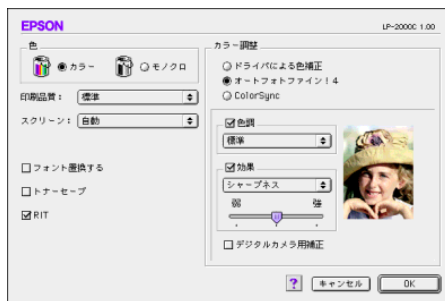 EPSON
LP-2000C 1.00
色
カラー
モノクロ
印刷品質： 標準
スクリーン： 自動
フォント置換する
トナーセーブ
RIT
カラー調整
ドライバによる色補正
オートフォトファイン！4
ColorSync
色調
標準
効果
シャープネス
弱 強
デジタルカメラ用補正
? キャンセル OK